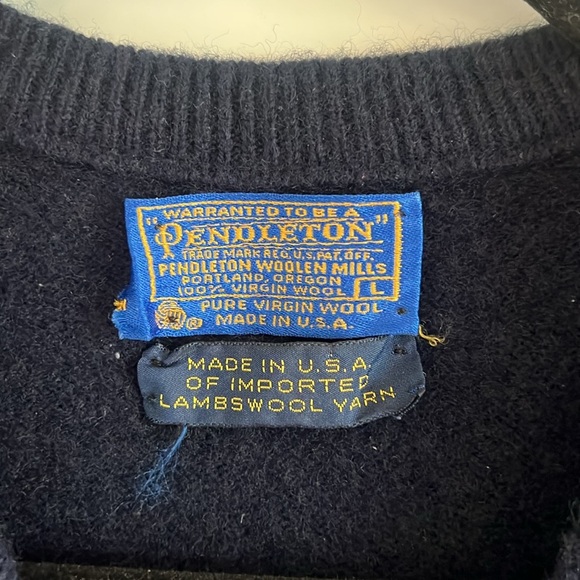 "WARRANTED TO BE A
PENDLETON"
TRADE MARK REG. U.S. PAT. OFF.
PENDLETON WOOLEN MILLS
PORTLAND, OREGON
100% VIRGIN WOOL L
PURE VIRGIN WOOL
® MADE IN U.S.A.
MADE IN U.S.A.
OF IMPORTED
LAMBSWOOL YARN